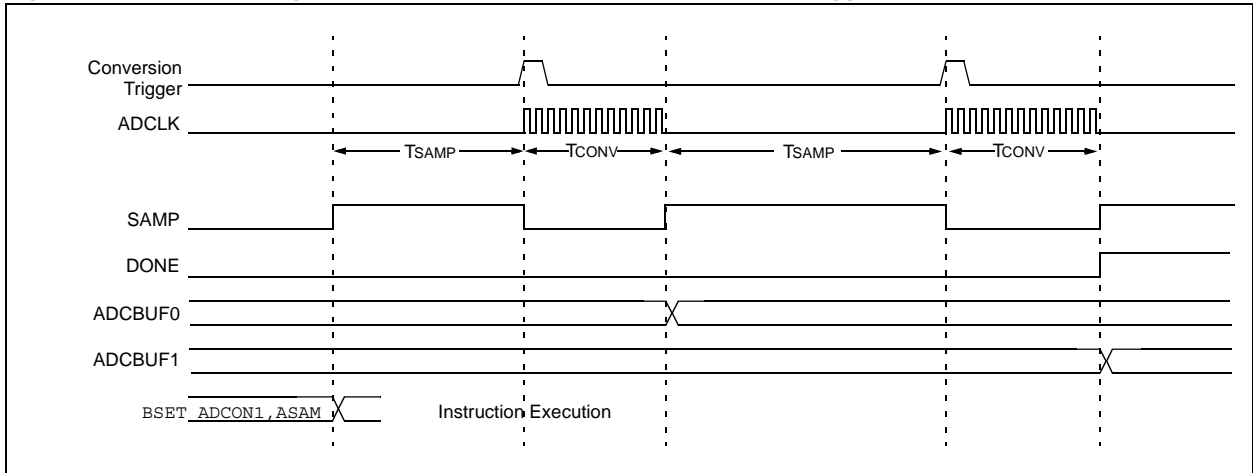 Conversion
Trigger
ADCLK
TSAMP TCONV TSAMP TCONV
SAMP
DONE
ADCBUF0
ADCBUF1
BSET ADCON1,ASAM Instruction Execution